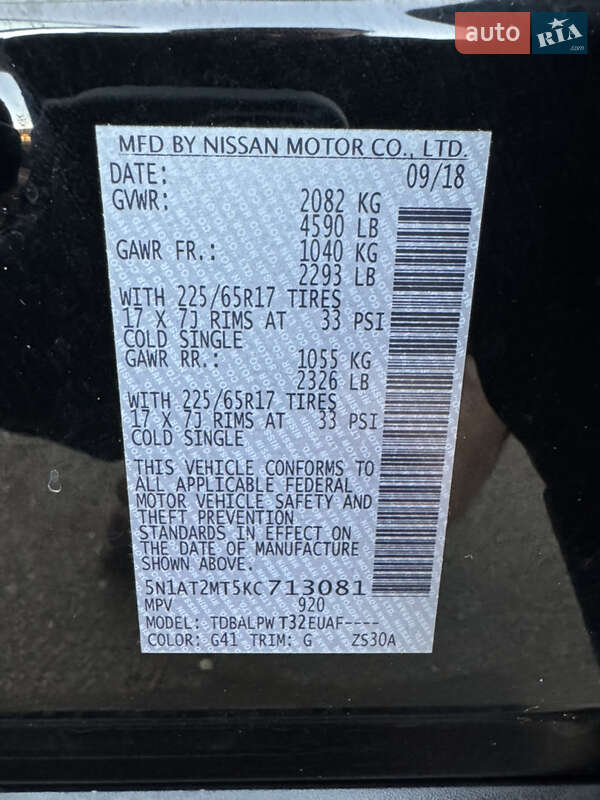 auto RIA.com
MFD BY NISSAN MOTOR CO., LTD.
DATE: 09/18
GVWR: 2082 KG
4590 LB
GAWR FR.: 1040 KG
2293 LB
WITH 225/65R17 TIRES
17 X 7J RIMS AT 33 PSI
COLD SINGLE
GAWR RR.: 1055 KG
2326 LB
WITH 225/65R17 TIRES
17 X 7J RIMS AT 33 PSI
COLD SINGLE
THIS VEHICLE CONFORMS TO
ALL APPLICABLE FEDERAL
MOTOR VEHICLE SAFETY AND
THEFT PREVENTION
STANDARDS IN EFFECT ON
THE DATE OF MANUFACTURE
SHOWN ABOVE.
5N1AT2MT5KC713081
MPV 920
MODEL: TDBALPW T32EUAF----
COLOR: G41 TRIM: G ZS30A